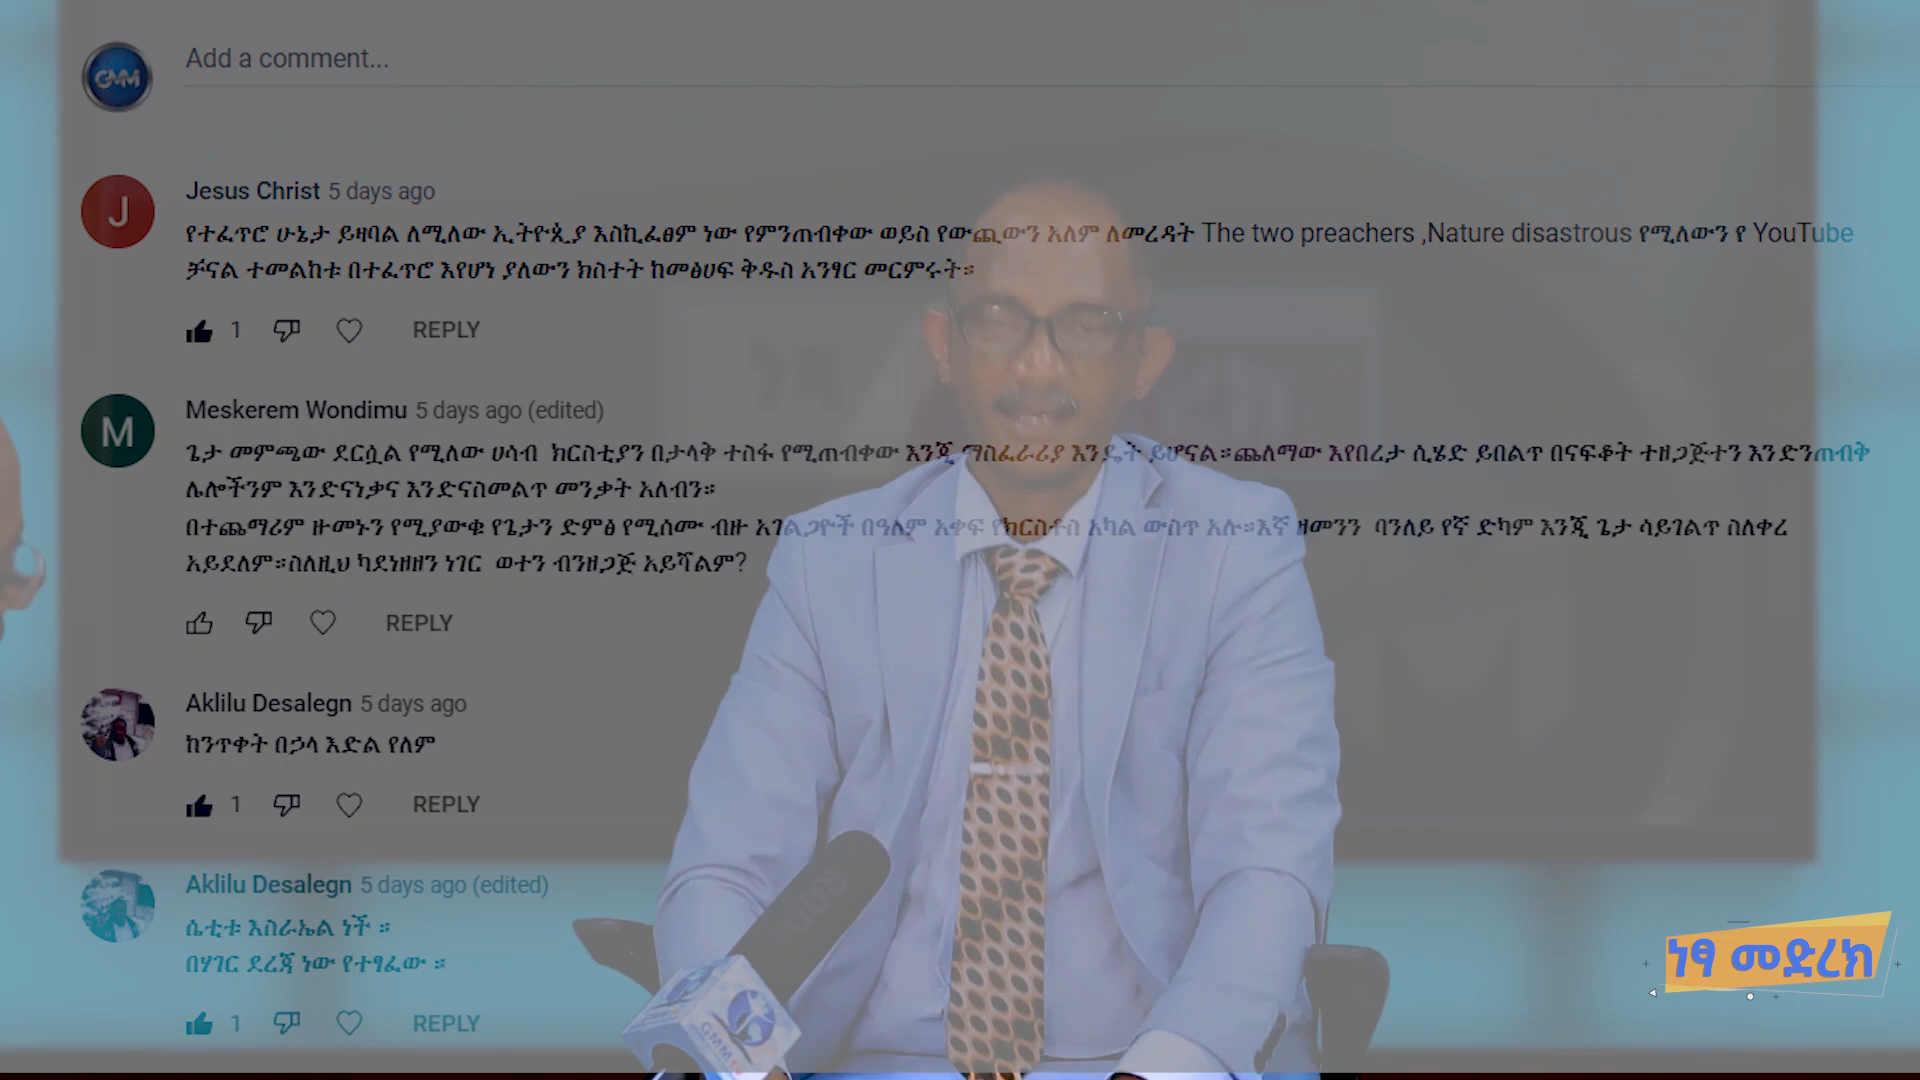 GMM
Add a comment...
J
Jesus Christ 5 days ago
የተፈጥሮ ሁኔታ ይዛባል ለሚለው ኢትዮጲያ እስኪፈፀም ነው የምንጠብቀው ወይስ የውጪውን አለም ለመረዳት The two preachers ,Nature disastrous የሚለውን የ YouTube
ቻናል ተመልከቱ በተፈጥሮ እየሆነ ያለውን ክስተት ከመፅሀፍ ቅዱስ አንፃር መርምሩት።
1 REPLY
M
Meskerem Wondimu 5 days ago (edited)
ጌታ መምጫው ደርሷል የሚለው ሀሳብ ክርስቲያን በታላቅ ተስፋ የሚጠብቀው እንጂ ማስፈራሪያ እንዴት ይሆናል።ጨለማው እየበረታ ሲሄድ ይበልጥ በናፍቆት ተዘጋጅተን እንድንጠብቅ
ሌሎችንም እንድናነቃና እንድናስመልጥ መንቃት አለብን።
በተጨማሪም ዙመኑን የሚያውቁ የጌታን ድምፅ የሚሰሙ ብዙ አገልጋዮች በዓለም አቀፍ የክርስቶስ አካል ውስጥ አሉ።እኛ ዘመንን ባንለይ የኛ ድካም እንጂ ጌታ ሳይገልጥ ስለቀረ
አይደለም።ስለዚህ ካደነዘዘን ነገር ወተን ብንዘጋጅ አይሻልም?
REPLY
Aklilu Desalegn 5 days ago
ከንጥቀት በኃላ እድል የለም
1 REPLY
Aklilu Desalegn 5 days ago (edited)
ሴቲቱ እስራኤል ነች ።
በሃገር ደረጃ ነው የተፃፈው ።
1 REPLY
ነፃ መድረክ
GMM TV